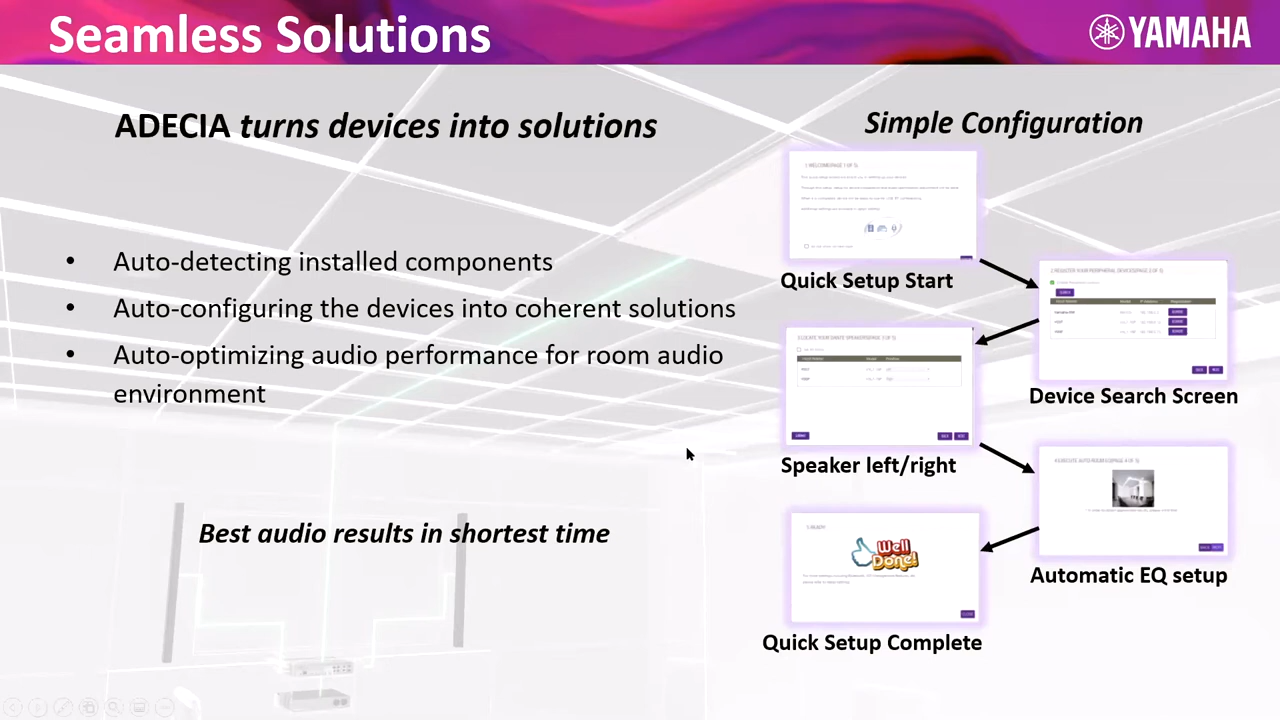 Seamless Solutions
YAMAHA
ADECIA turns devices into solutions
• Auto-detecting installed components
• Auto-configuring the devices into coherent solutions
• Auto-optimizing audio performance for room audio
environment
Best audio results in shortest time
Simple Configuration
Quick Setup Start
Device Search Screen
Speaker left/right
Automatic EQ setup
Well
Done!
Quick Setup Complete